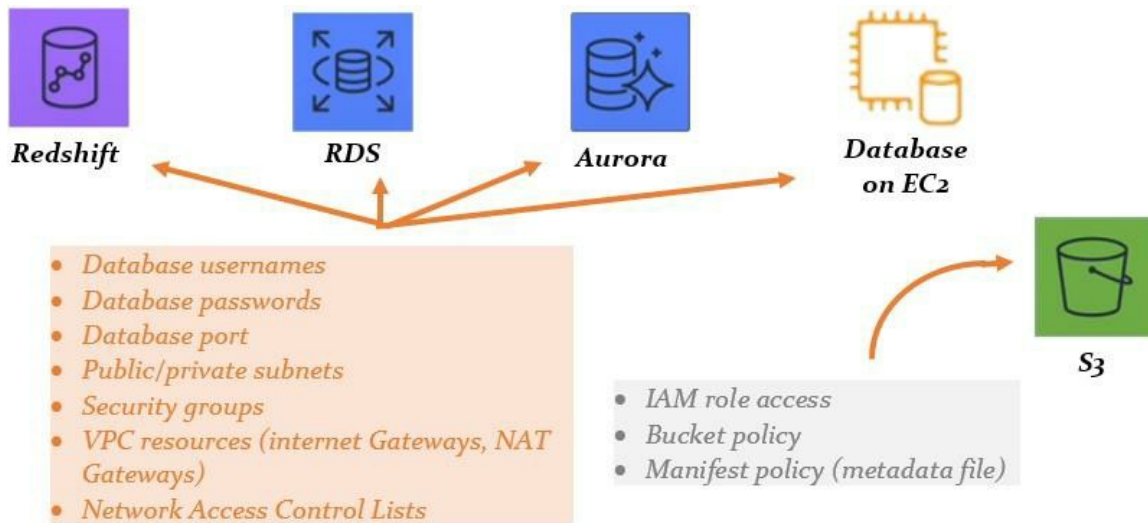 Redshift
RDS
Aurora
Database
on EC2
• Database usernames
• Database passwords
• Database port
• Public/private subnets
• Security groups
• VPC resources (internet Gateways, NAT
Gateways)
• Network Access Control Lists
S3
• IAM role access
• Bucket policy
• Manifest policy (metadata file)